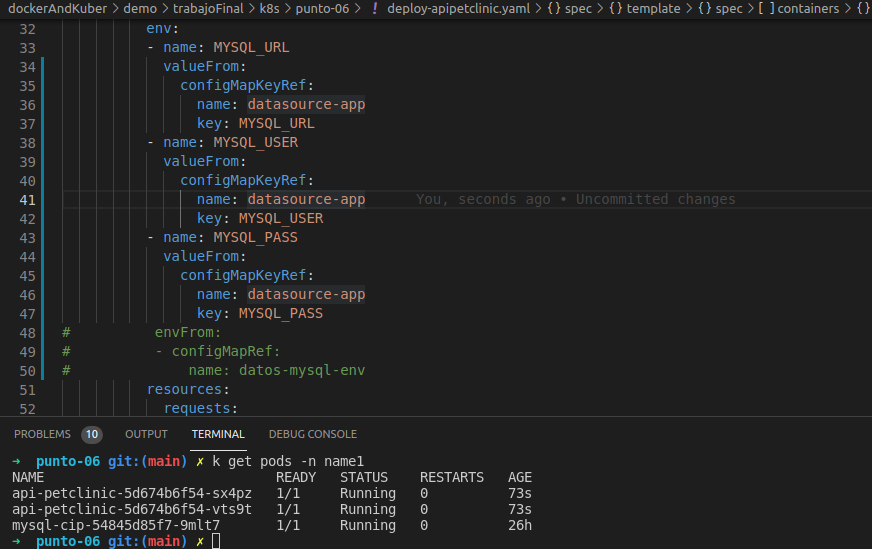 dockerAndKuber > demo > trabajoFinal > k8s > punto-06 > ! deploy-apipetclinic.yaml > {} spec > {} template > {} spec > [ ] containers > {}
32 env:
33 - name: MYSQL_URL
34 valueFrom:
35 configMapKeyRef:
36 name: datasource-app
37 key: MYSQL_URL
38 - name: MYSQL_USER
39 valueFrom:
40 configMapKeyRef:
41 name: datasource-app You, seconds ago • Uncommitted changes
42 key: MYSQL_USER
43 - name: MYSQL_PASS
44 valueFrom:
45 configMapKeyRef:
46 name: datasource-app
47 key: MYSQL_PASS
48 # envFrom:
49 # - configMapRef:
50 # name: datos-mysql-env
51 resources:
52 requests:
PROBLEMS 10 OUTPUT TERMINAL DEBUG CONSOLE
→ punto-06 git:(main) ✗ k get pods -n name1
NAME READY STATUS RESTARTS AGE
api-petclinic-5d674b6f54-sx4pz 1/1 Running 0 73s
api-petclinic-5d674b6f54-vts9t 1/1 Running 0 73s
mysql-cip-54845d85f7-9mlt7 1/1 Running 0 26h
→ punto-06 git:(main) ✗